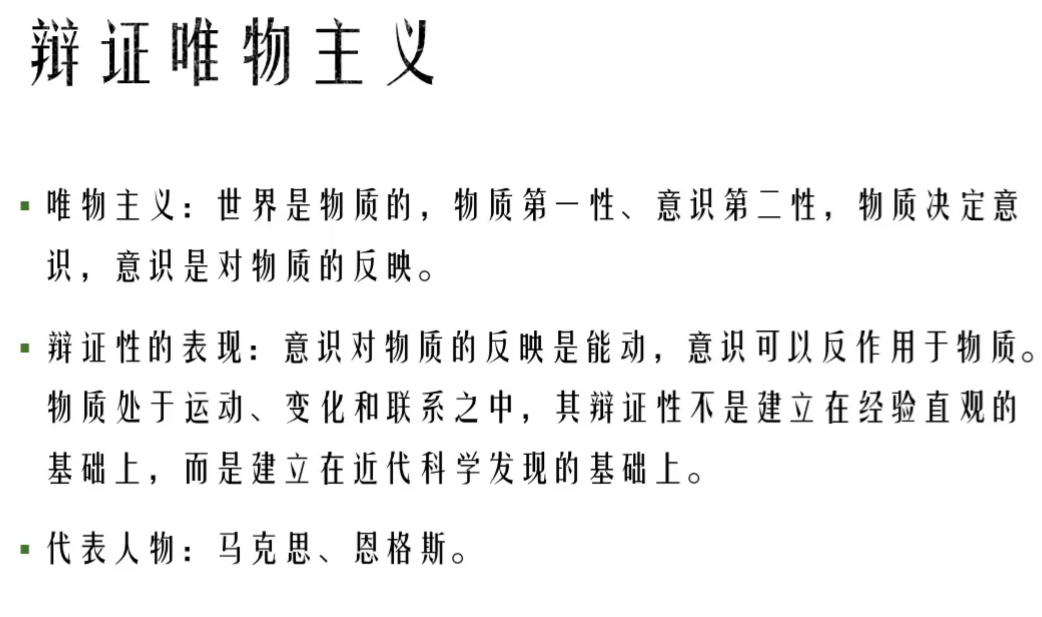 辩证唯物主义
▪ 唯物主义：世界是物质的，物质第一性、意识第二性，物质决定意
识，意识是对物质的反映。
▪ 辩证性的表现：意识对物质的反映是能动，意识可以反作用于物质。
物质处于运动、变化和联系之中，其辩证性不是建立在经验直观的
基础上，而是建立在近代科学发现的基础上。
▪ 代表人物：马克思、恩格斯。